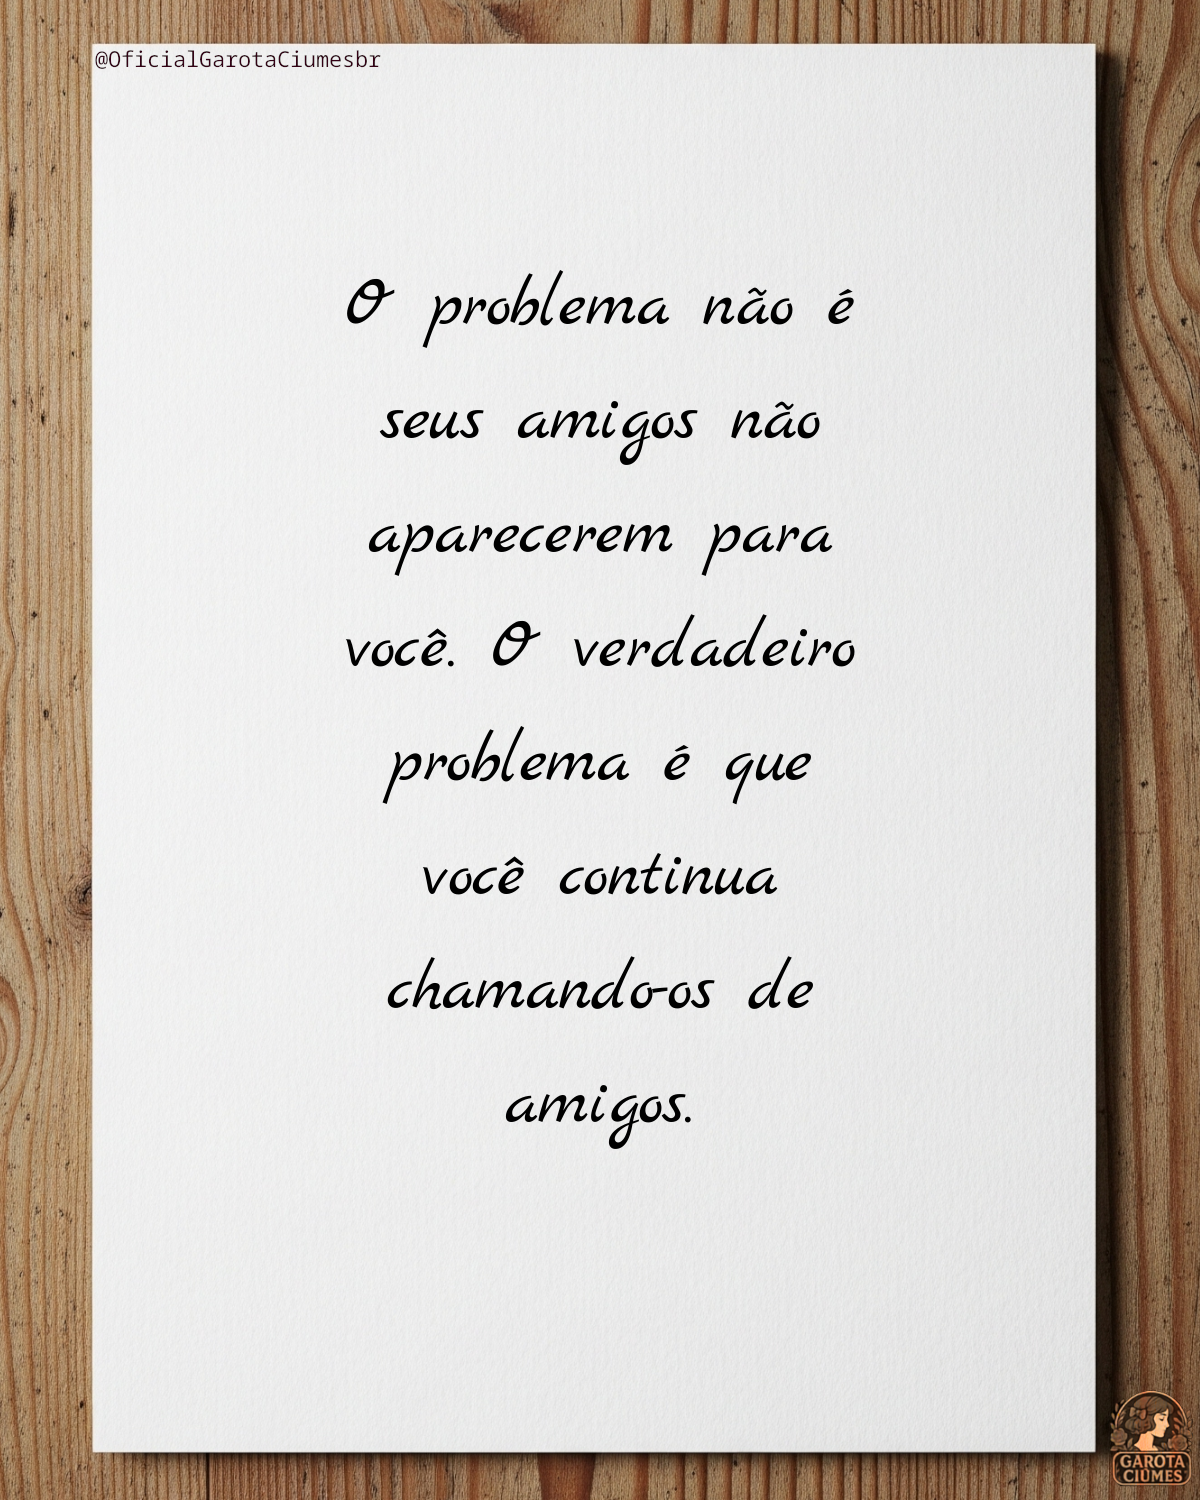 @OficialGarotaCiumesbr
O problema não é
seus amigos não
aparecerem para
você. O verdadeiro
problema é que
você continua
chamando-os de
amigos.
GAROTA
CIÚMES